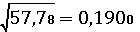 √57,78 = 0,1900